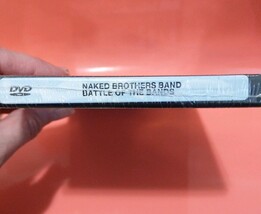 DVD
NAKED BROTHERS BAND
BATTLE OF THE BANDS